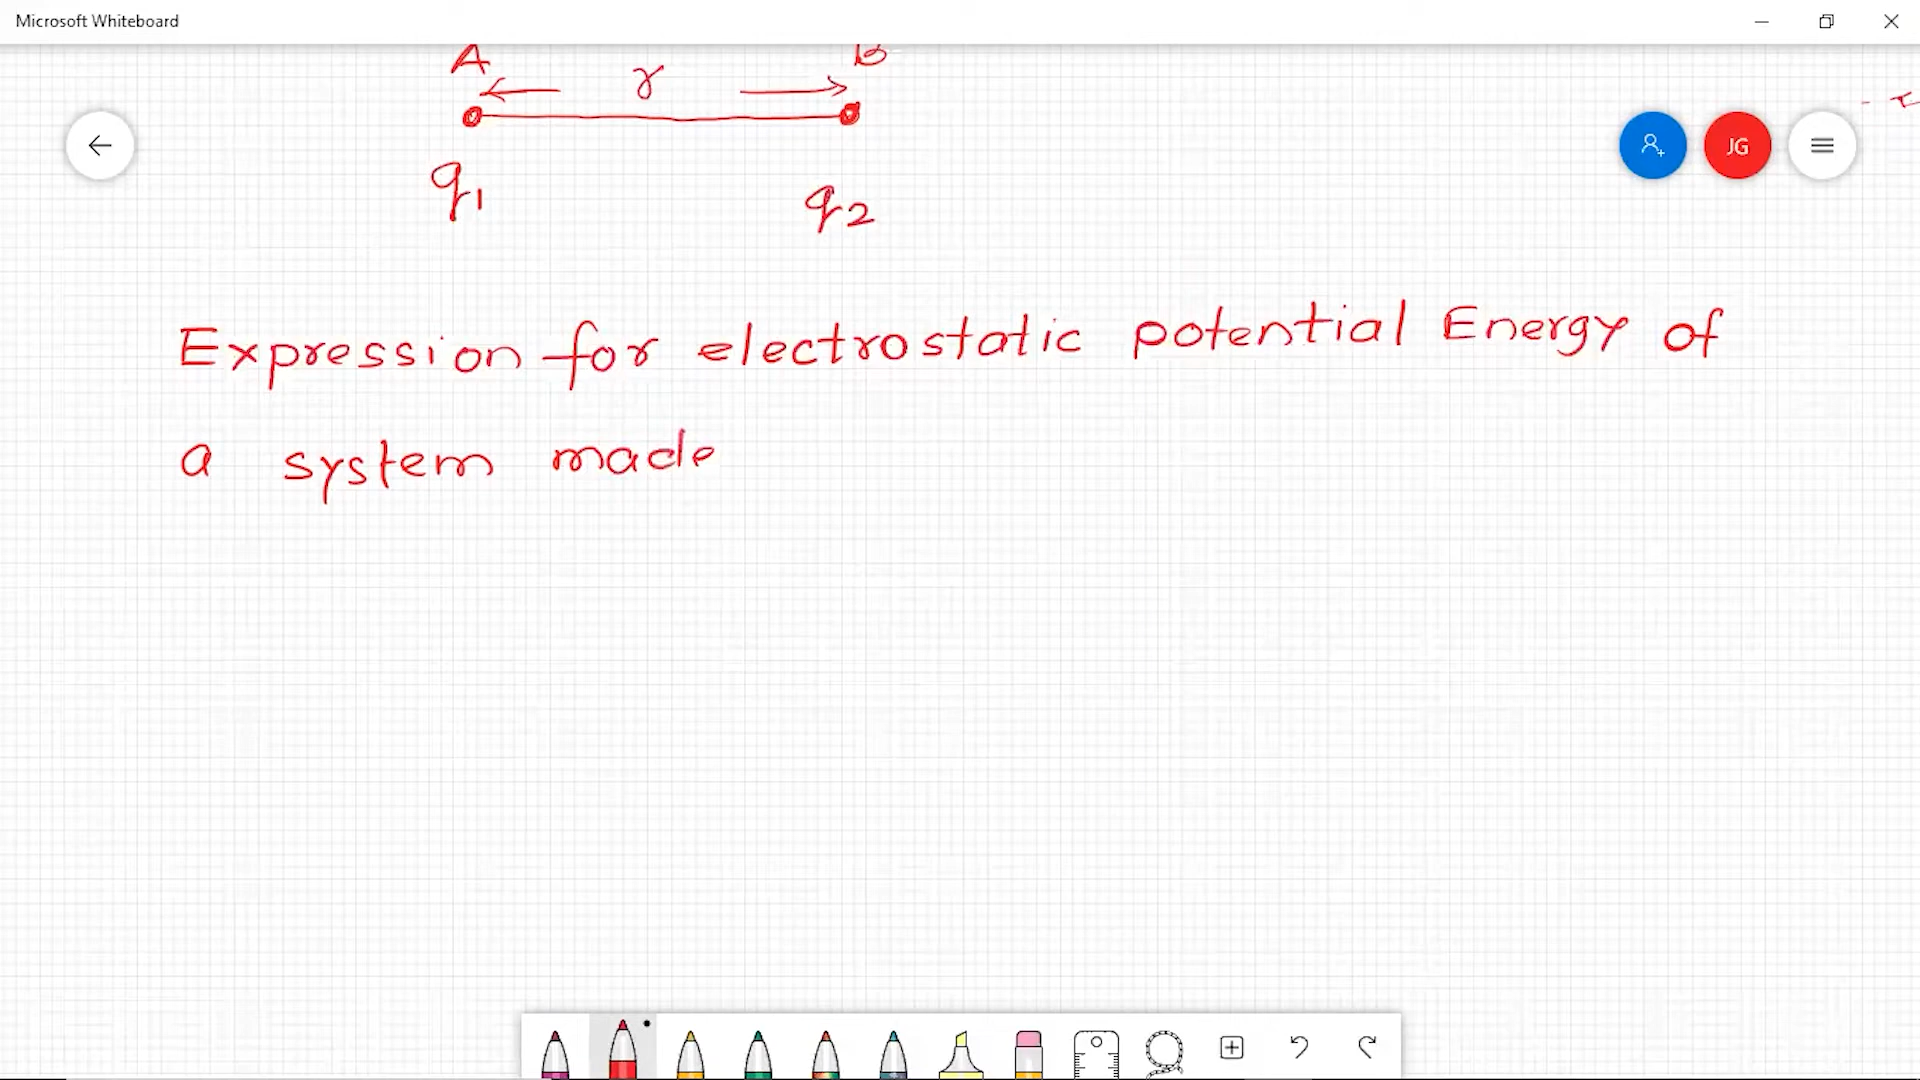 Microsoft Whiteboard
A B
r
JG
q1 q2
Expression for electrostatic potential Energy of
a system made